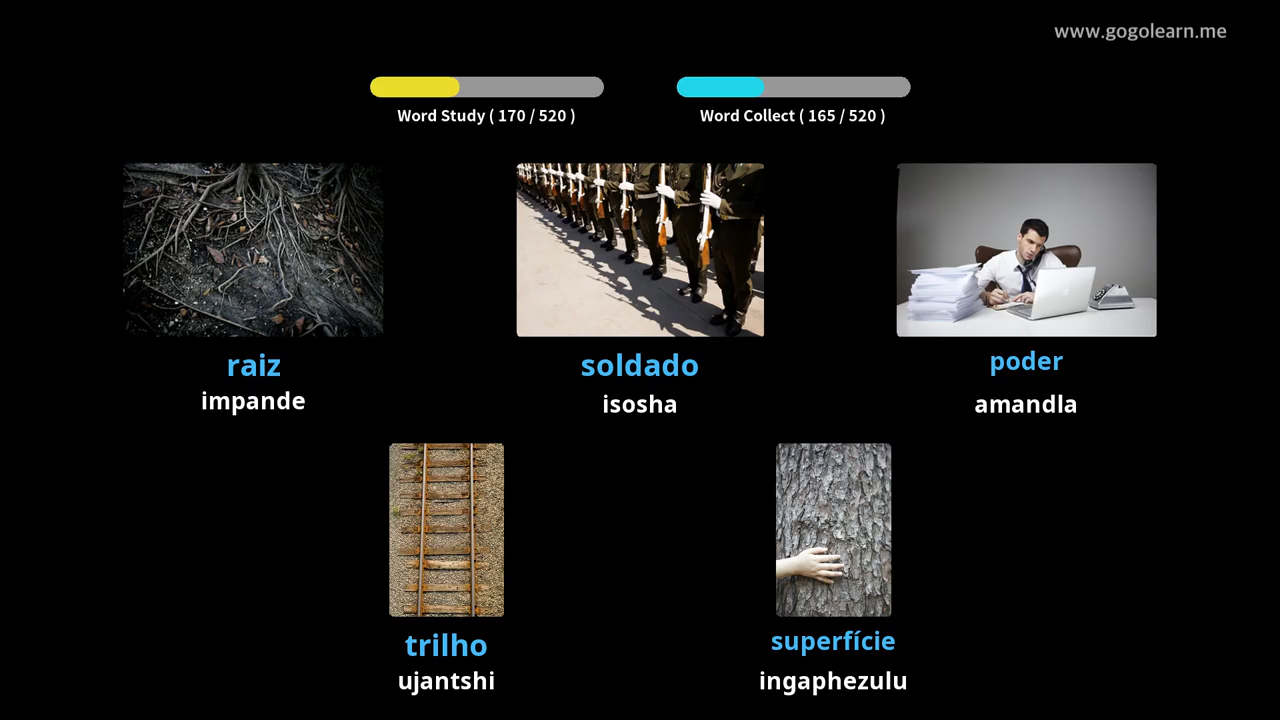 www.gogolearn.me
Word Study ( 170 / 520 )
Word Collect ( 165 / 520 )
raiz
impande
soldado
isosha
poder
amandla
trilho
ujantshi
superfície
ingaphezulu